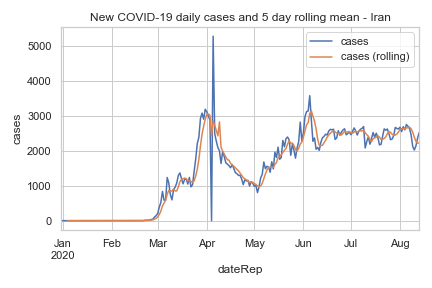 New COVID-19 daily cases and 5 day rolling mean - Iran
cases
cases (rolling)
5000
4000
3000
2000
1000
0
cases
Jan Feb Mar Apr May Jun Jul Aug
2020
dateRep